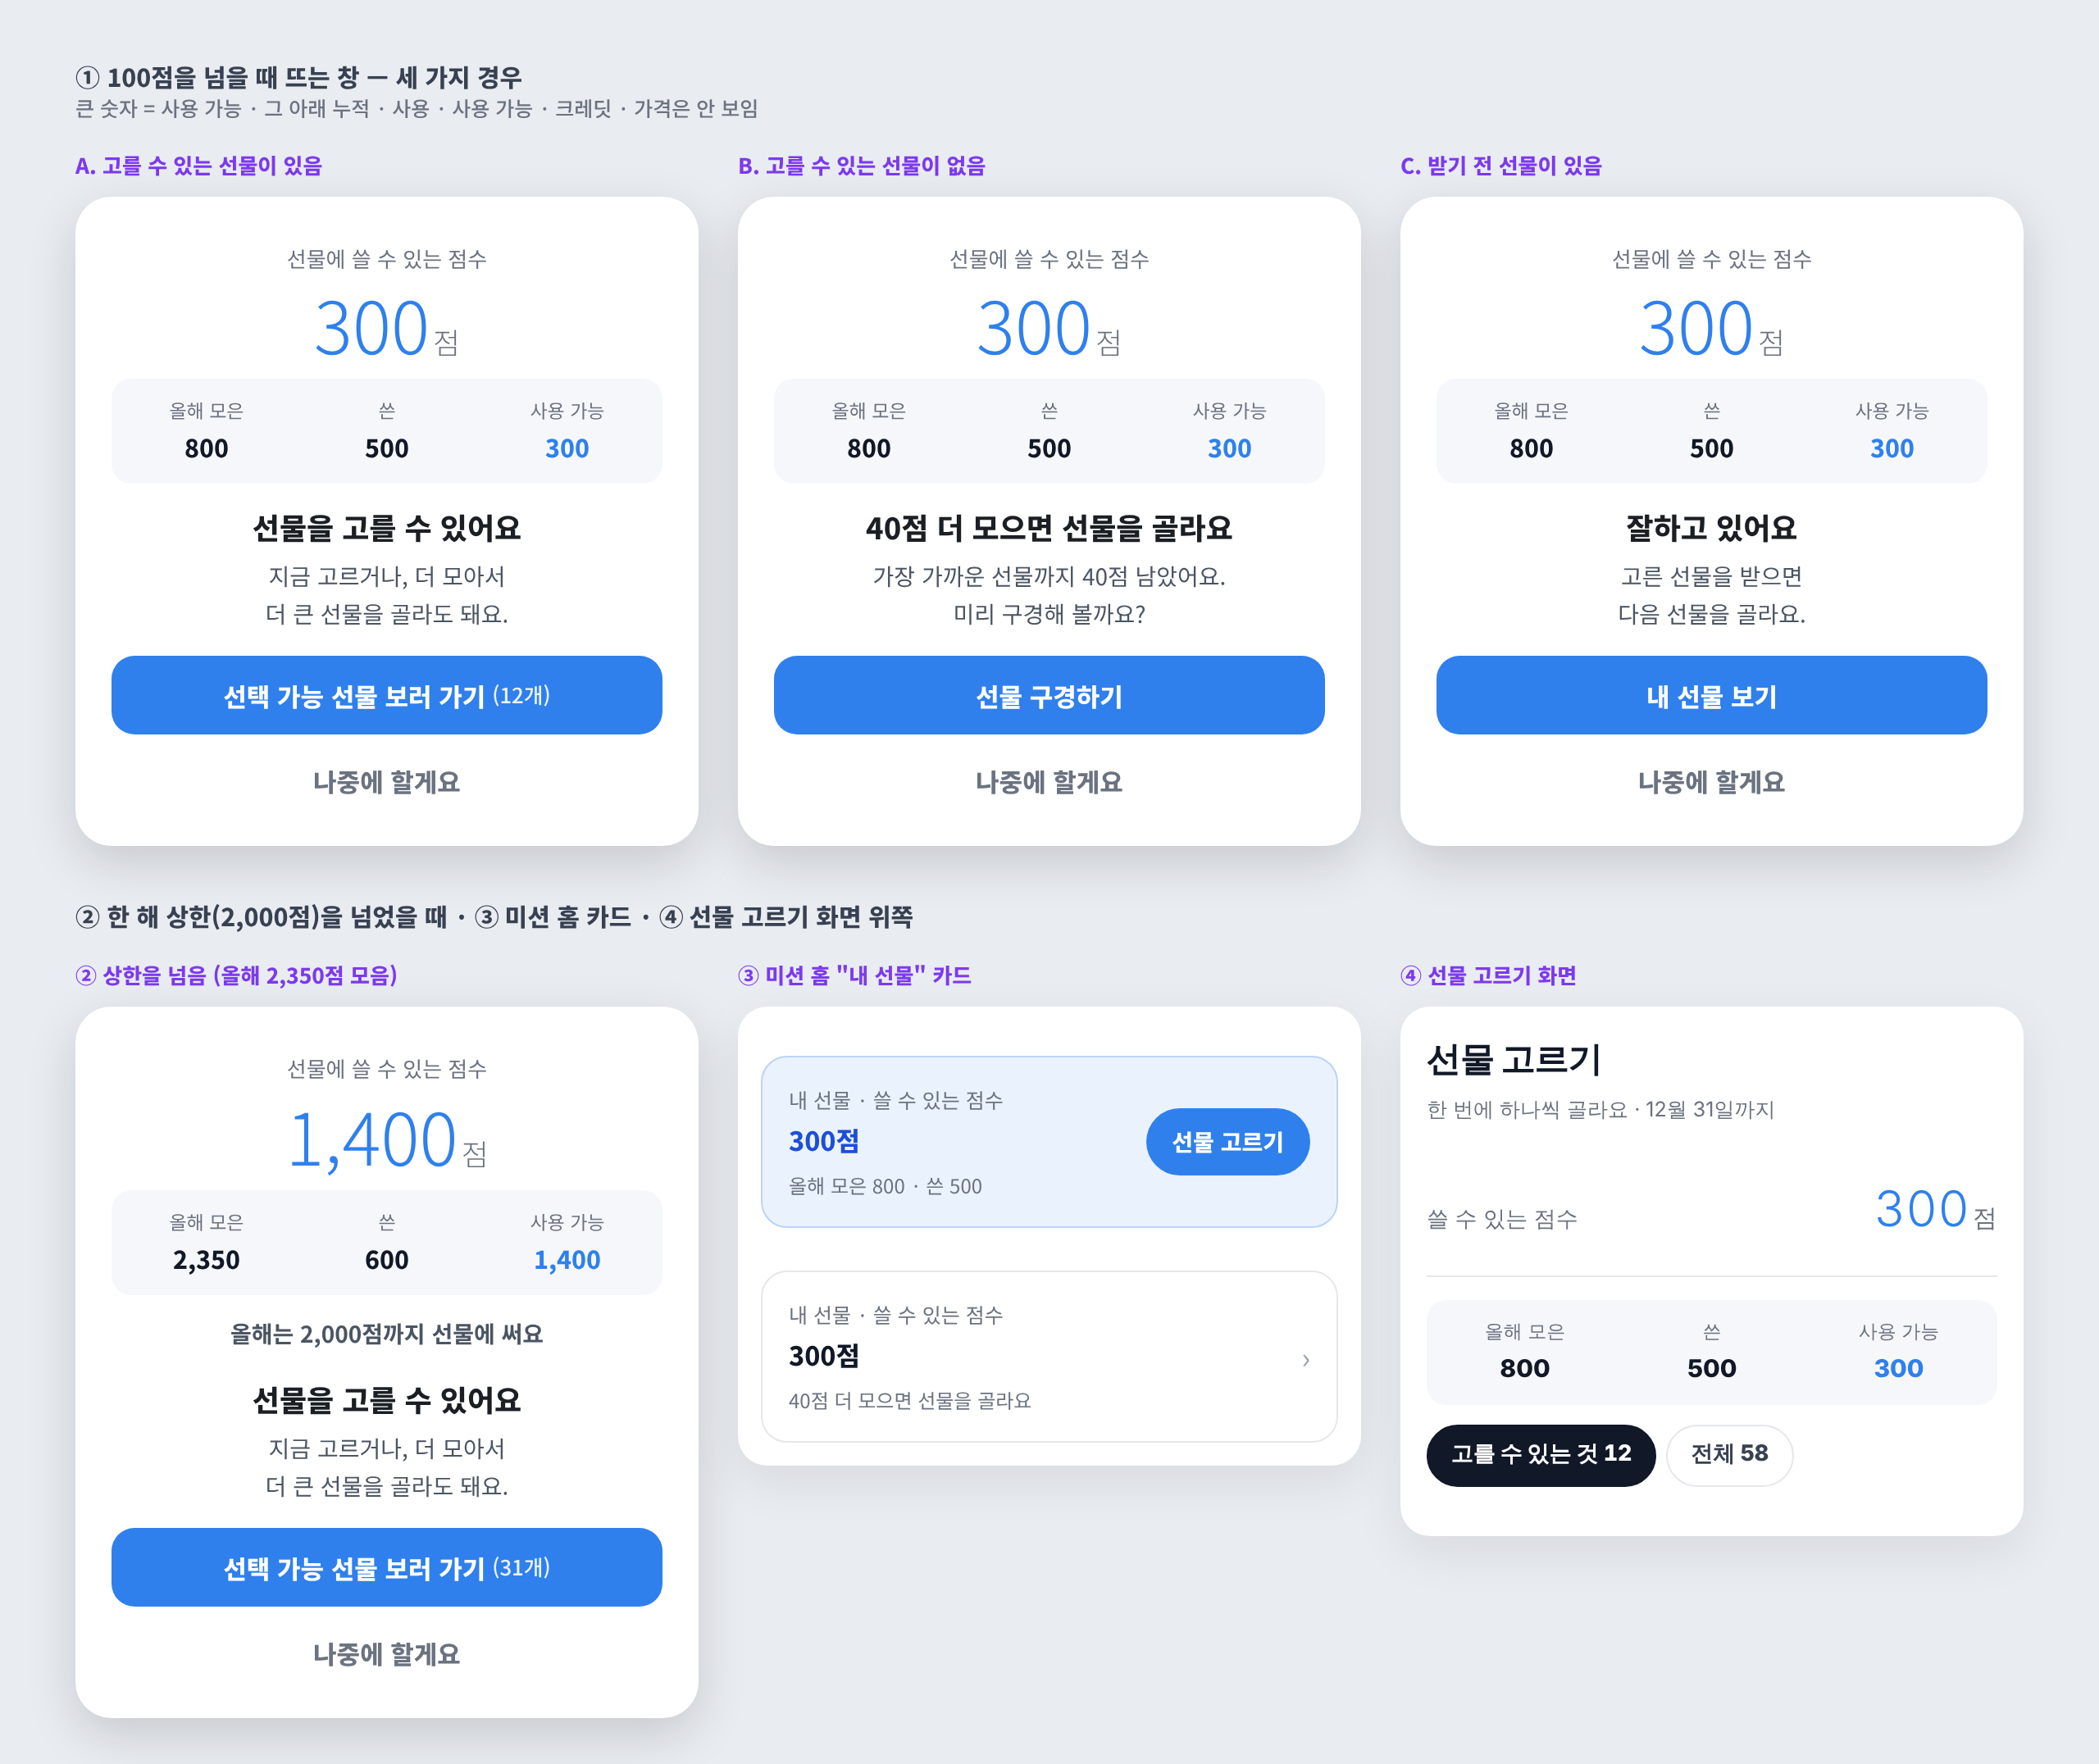 ① 100점을 넘을 때 뜨는 창 — 세 가지 경우
큰 숫자 = 사용 가능 · 그 아래 누적 · 사용 · 사용 가능 · 크레딧 · 가격은 안 보임
A. 고를 수 있는 선물이 있음
선물에 쓸 수 있는 점수
300점
올해 모은 쓴 사용 가능
800 500 300
선물을 고를 수 있어요
지금 고르거나, 더 모아서
더 큰 선물을 골라도 돼요.
선택 가능 선물 보러 가기 (12개)
나중에 할게요
B. 고를 수 있는 선물이 없음
선물에 쓸 수 있는 점수
300점
올해 모은 쓴 사용 가능
800 500 300
40점 더 모으면 선물을 골라요
가장 가까운 선물까지 40점 남았어요.
미리 구경해 볼까요?
선물 구경하기
나중에 할게요
C. 받기 전 선물이 있음
선물에 쓸 수 있는 점수
300점
올해 모은 쓴 사용 가능
800 500 300
잘하고 있어요
고른 선물을 받으면
다음 선물을 골라요.
내 선물 보기
나중에 할게요
② 한 해 상한(2,000점)을 넘었을 때 · ③ 미션 홈 카드 · ④ 선물 고르기 화면 위쪽
② 상한을 넘음 (올해 2,350점 모음)
선물에 쓸 수 있는 점수
1,400점
올해 모은 쓴 사용 가능
2,350 600 1,400
올해는 2,000점까지 선물에 써요
선물을 고를 수 있어요
지금 고르거나, 더 모아서
더 큰 선물을 골라도 돼요.
선택 가능 선물 보러 가기 (31개)
나중에 할게요
③ 미션 홈 "내 선물" 카드
내 선물 · 쓸 수 있는 점수
300점
올해 모은 800 · 쓴 500
선물 고르기
내 선물 · 쓸 수 있는 점수
300점
40점 더 모으면 선물을 골라요
›
④ 선물 고르기 화면
선물 고르기
한 번에 하나씩 골라요 · 12월 31일까지
쓸 수 있는 점수 300점
올해 모은 쓴 사용 가능
800 500 300
고를 수 있는 것 12 전체 58